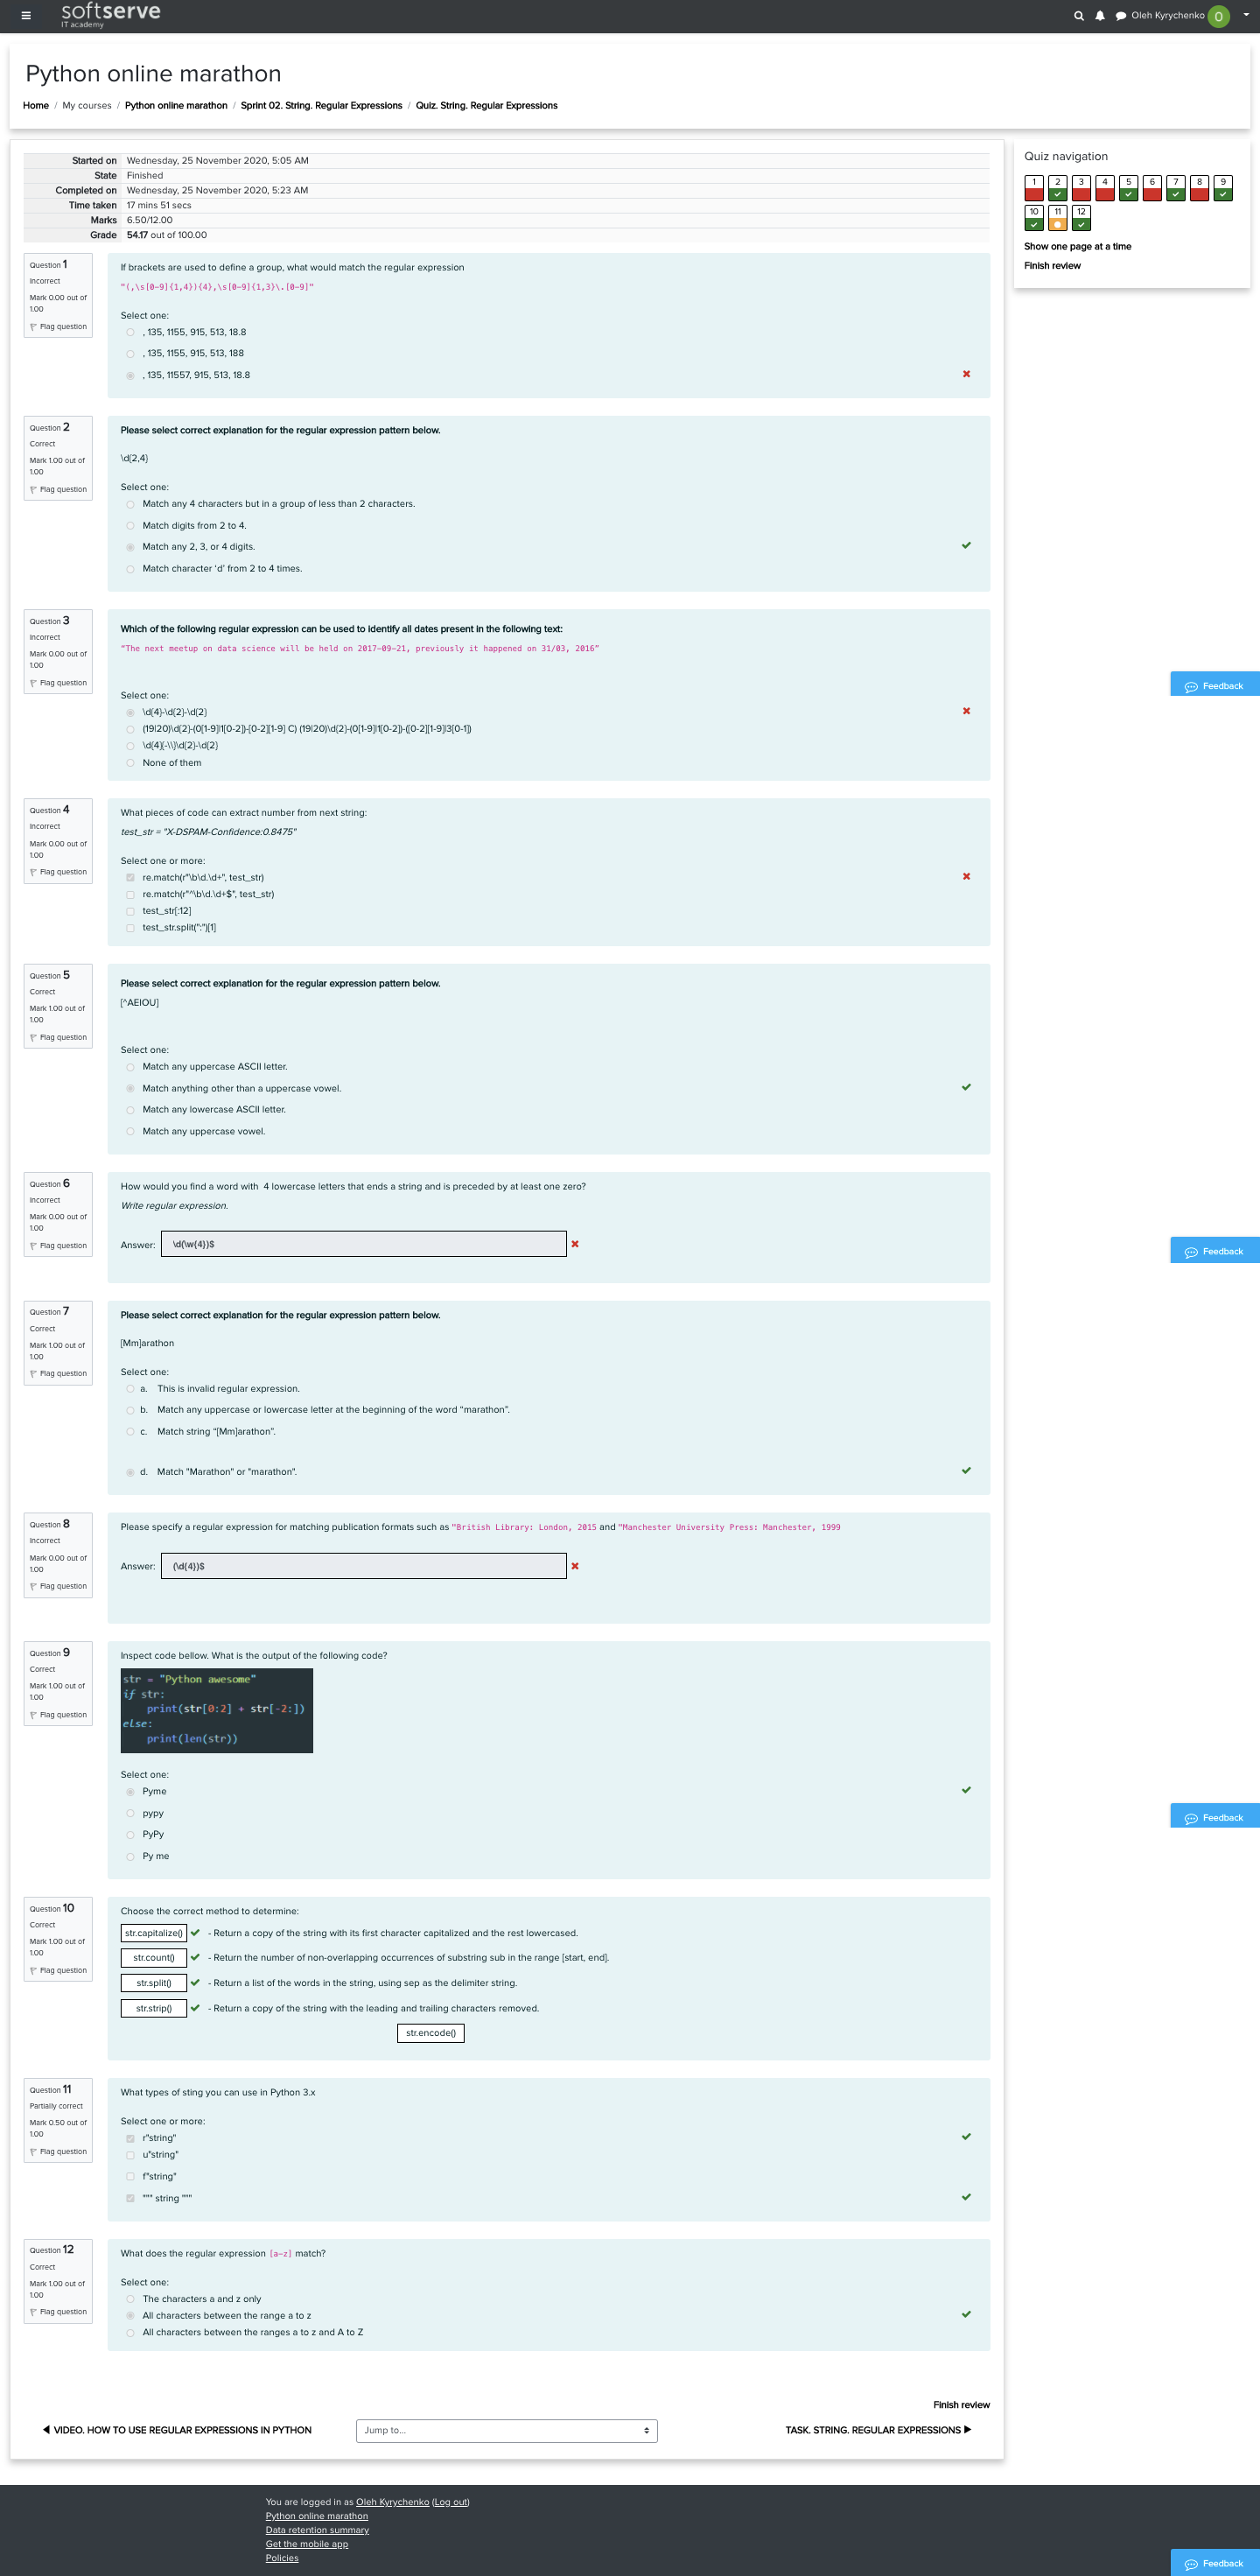 softserve
IT academy
Oleh Kyrychenko 0
Python online marathon
Home / My courses / Python online marathon / Sprint 02. String. Regular Expressions / Quiz. String. Regular Expressions
Started on Wednesday, 25 November 2020, 5:05 AM
State Finished
Completed on Wednesday, 25 November 2020, 5:23 AM
Time taken 17 mins 51 secs
Marks 6.50/12.00
Grade 54.17 out of 100.00
Quiz navigation
1 2 3 4 5 6 7 8 9
10 11 12
Show one page at a time
Finish review
Question 1
Incorrect
Mark 0.00 out of
1.00
Flag question
If brackets are used to define a group, what would match the regular expression
"(,\s[0-9]{1,4}){4},\s[0-9]{1,3}\.[0-9]"
Select one:
, 135, 1155, 915, 513, 18.8
, 135, 1155, 915, 513, 188
, 135, 11557, 915, 513, 18.8
Question 2
Correct
Mark 1.00 out of
1.00
Flag question
Please select correct explanation for the regular expression pattern below.
\d{2,4}
Select one:
Match any 4 characters but in a group of less than 2 characters.
Match digits from 2 to 4.
Match any 2, 3, or 4 digits.
Match character ‘d’ from 2 to 4 times.
Question 3
Incorrect
Mark 0.00 out of
1.00
Flag question
Which of the following regular expression can be used to identify all dates present in the following text:
"The next meetup on data science will be held on 2017-09-21, previously it happened on 31/03, 2016"
Select one:
\d{4}-\d{2}-\d{2}
(19|20)\d{2}-(0[1-9]|1[0-2])-[0-2][1-9] C) (19|20)\d{2}-(0[1-9]|1[0-2])-([0-2][1-9]|3[0-1])
\d{4}[-\\]\d{2}-\d{2}
None of them
Feedback
Question 4
Incorrect
Mark 0.00 out of
1.00
Flag question
What pieces of code can extract number from next string:
test_str = "X-DSPAM-Confidence:0.8475"
Select one or more:
re.match(r"\b\d.\d+", test_str)
re.match(r"^\b\d.\d+$", test_str)
test_str[:12]
test_str.split(":")[1]
Question 5
Correct
Mark 1.00 out of
1.00
Flag question
Please select correct explanation for the regular expression pattern below.
[^AEIOU]
Select one:
Match any uppercase ASCII letter.
Match anything other than a uppercase vowel.
Match any lowercase ASCII letter.
Match any uppercase vowel.
Question 6
Incorrect
Mark 0.00 out of
1.00
Flag question
How would you find a word with  4 lowercase letters that ends a string and is preceded by at least one zero?
Write regular expression.
Answer: \d(\w{4})$
Feedback
Question 7
Correct
Mark 1.00 out of
1.00
Flag question
Please select correct explanation for the regular expression pattern below.
[Mm]arathon
Select one:
a. This is invalid regular expression.
b. Match any uppercase or lowercase letter at the beginning of the word “marathon”.
c. Match string “[Mm]arathon”.
d. Match "Marathon" or "marathon".
Question 8
Incorrect
Mark 0.00 out of
1.00
Flag question
Please specify a regular expression for matching publication formats such as "British Library: London, 2015 and "Manchester University Press: Manchester, 1999
Answer: (\d{4})$
Question 9
Correct
Mark 1.00 out of
1.00
Flag question
Inspect code bellow. What is the output of the following code?
str = "Python awesome"
if str:
print(str[0:2] + str[-2:])
else:
print(len(str))
Select one:
Pyme
pypy
PyPy
Py me
Feedback
Question 10
Correct
Mark 1.00 out of
1.00
Flag question
Choose the correct method to determine:
str.capitalize() - Return a copy of the string with its first character capitalized and the rest lowercased.
str.count() - Return the number of non-overlapping occurrences of substring sub in the range [start, end].
str.split() - Return a list of the words in the string, using sep as the delimiter string.
str.strip() - Return a copy of the string with the leading and trailing characters removed.
str.encode()
Question 11
Partially correct
Mark 0.50 out of
1.00
Flag question
What types of sting you can use in Python 3.x
Select one or more:
r"string"
u"string"
f"string"
""" string """
Question 12
Correct
Mark 1.00 out of
1.00
Flag question
What does the regular expression [a-z] match?
Select one:
The characters a and z only
All characters between the range a to z
All characters between the ranges a to z and A to Z
Finish review
◀ VIDEO. HOW TO USE REGULAR EXPRESSIONS IN PYTHON
Jump to...
TASK. STRING. REGULAR EXPRESSIONS ▶
You are logged in as Oleh Kyrychenko (Log out)
Python online marathon
Data retention summary
Get the mobile app
Policies
Feedback